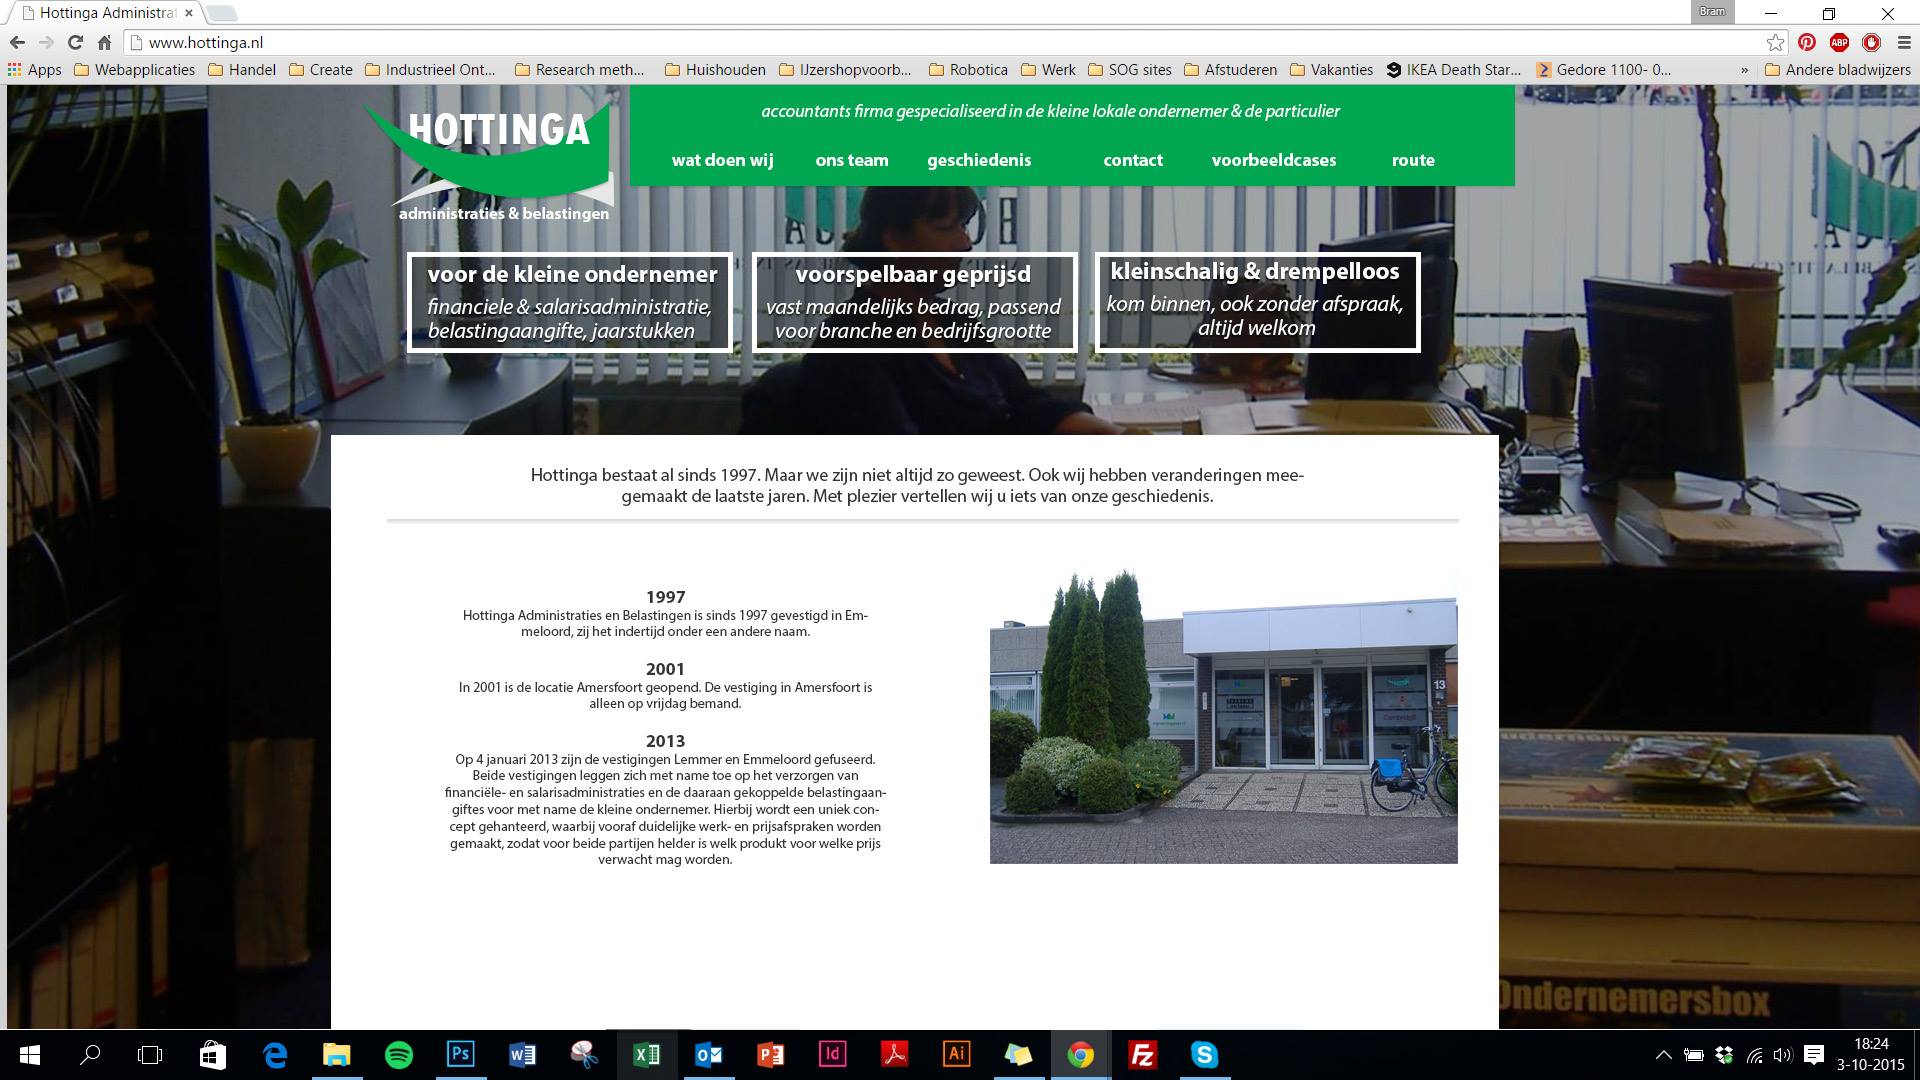 Hottinga Administrat
Bram
www.hottinga.nl
ABP
Apps Webapplicaties Handel Create Industrieel Ont... Research meth... Huishouden IJzershopvoorb... Robotica Werk SOG sites Afstuderen Vakanties IKEA Death Star... Gedore 1100- 0... » Andere bladwijzers
HOTTINGA
administraties & belastingen
accountants firma gespecialiseerd in de kleine lokale ondernemer & de particulier
wat doen wij ons team geschiedenis contact voorbeeldcases route
voor de kleine ondernemer
financiele & salarisadministratie,
belastingaangifte, jaarstukken
voorspelbaar geprijsd
vast maandelijks bedrag, passend
voor branche en bedrijfsgrootte
kleinschalig & drempelloos
kom binnen, ook zonder afspraak,
altijd welkom
Hottinga bestaat al sinds 1997. Maar we zijn niet altijd zo geweest. Ook wij hebben veranderingen mee-
gemaakt de laatste jaren. Met plezier vertellen wij u iets van onze geschiedenis.
1997
Hottinga Administraties en Belastingen is sinds 1997 gevestigd in Em-
meloord, zij het indertijd onder een andere naam.
2001
In 2001 is de locatie Amersfoort geopend. De vestiging in Amersfoort is
alleen op vrijdag bemand.
2013
Op 4 januari 2013 zijn de vestigingen Lemmer en Emmeloord gefuseerd.
Beide vestigingen leggen zich met name toe op het verzorgen van
financiële- en salarisadministraties en de daaraan gekoppelde belastingaan-
giftes voor met name de kleine ondernemer. Hierbij wordt een uniek con-
cept gehanteerd, waarbij vooraf duidelijke werk- en prijsafspraken worden
gemaakt, zodat voor beide partijen helder is welk produkt voor welke prijs
verwacht mag worden.
13
Ondernemersbox
18:24
3-10-2015